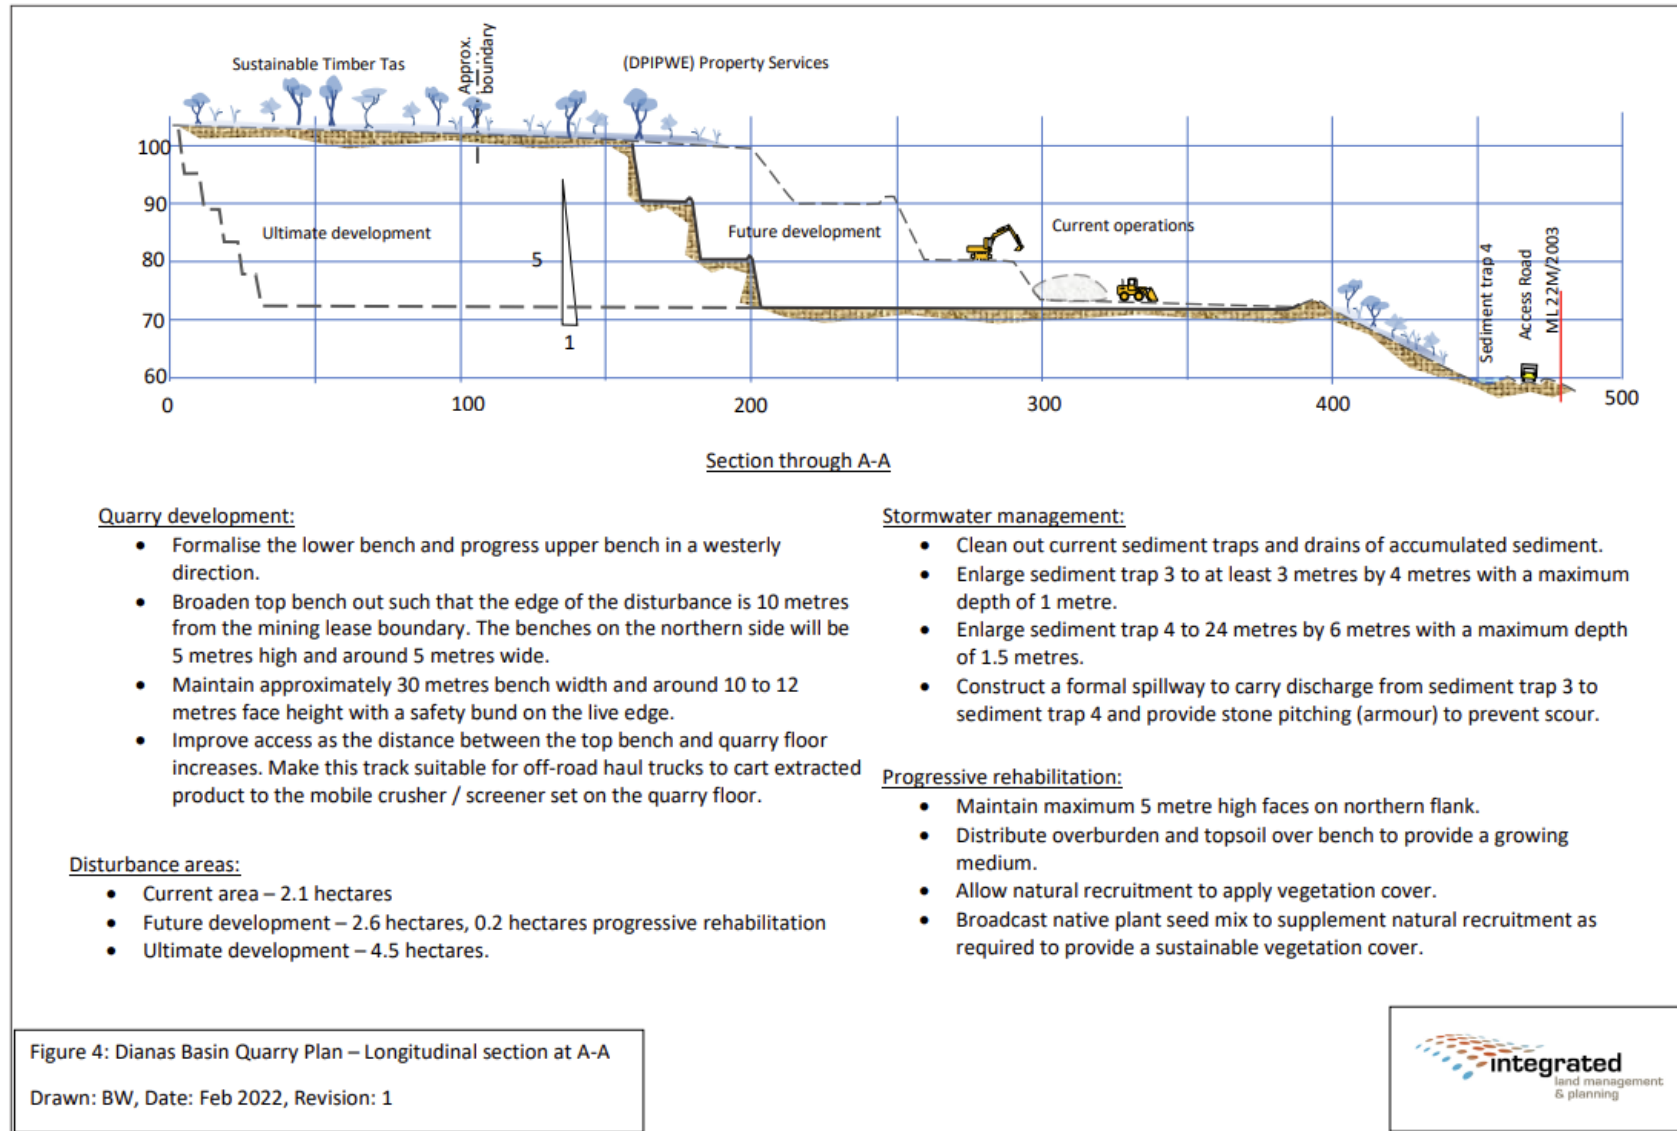 Sustainable Timber Tas
Approx.
boundary
(DPIPWE) Property Services
100
90
80
70
60
Ultimate development
5
1
Future development
Current operations
Sediment trap 4
Access Road
ML 22M/2003
0
100
200
300
400
500
Section through A-A
Quarry development:
• Formalise the lower bench and progress upper bench in a westerly
direction.
• Broaden top bench out such that the edge of the disturbance is 10 metres
from the mining lease boundary. The benches on the northern side will be
5 metres high and around 5 metres wide.
• Maintain approximately 30 metres bench width and around 10 to 12
metres face height with a safety bund on the live edge.
• Improve access as the distance between the top bench and quarry floor
increases. Make this track suitable for off-road haul trucks to cart extracted
product to the mobile crusher / screener set on the quarry floor.
Disturbance areas:
• Current area – 2.1 hectares
• Future development – 2.6 hectares, 0.2 hectares progressive rehabilitation
• Ultimate development – 4.5 hectares.
Stormwater management:
• Clean out current sediment traps and drains of accumulated sediment.
• Enlarge sediment trap 3 to at least 3 metres by 4 metres with a maximum
depth of 1 metre.
• Enlarge sediment trap 4 to 24 metres by 6 metres with a maximum depth
of 1.5 metres.
• Construct a formal spillway to carry discharge from sediment trap 3 to
sediment trap 4 and provide stone pitching (armour) to prevent scour.
Progressive rehabilitation:
• Maintain maximum 5 metre high faces on northern flank.
• Distribute overburden and topsoil over bench to provide a growing
medium.
• Allow natural recruitment to apply vegetation cover.
• Broadcast native plant seed mix to supplement natural recruitment as
required to provide a sustainable vegetation cover.
Figure 4: Dianas Basin Quarry Plan – Longitudinal section at A-A
Drawn: BW, Date: Feb 2022, Revision: 1
integrated
land management
& planning